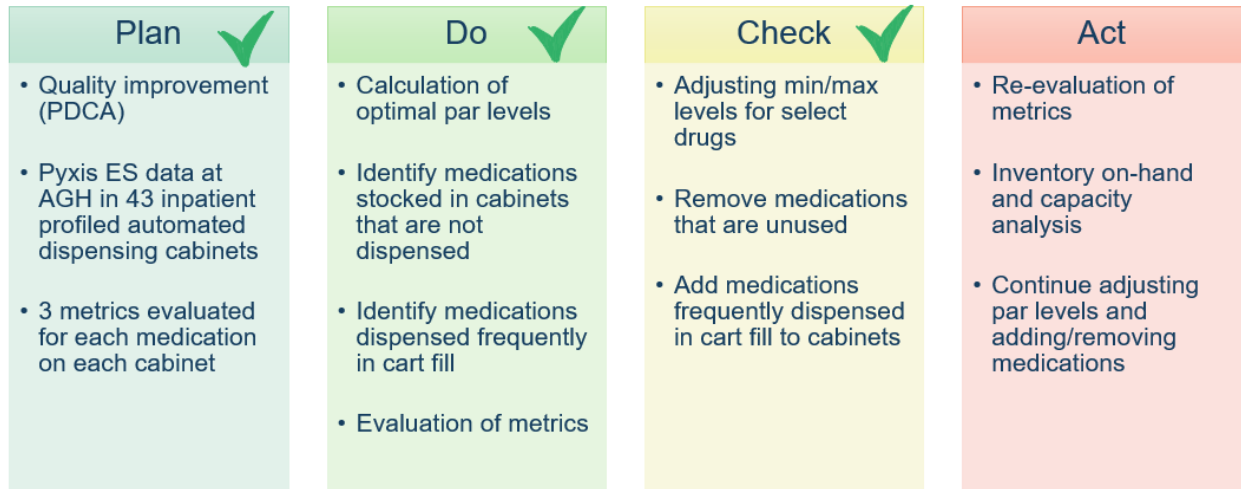 Plan
• Quality improvement
(PDCA)
• Pyxis ES data at
AGH in 43 inpatient
profiled automated
dispensing cabinets
• 3 metrics evaluated
for each medication
on each cabinet
Do
• Calculation of
optimal par levels
• Identify medications
stocked in cabinets
that are not
dispensed
• Identify medications
dispensed frequently
in cart fill
• Evaluation of metrics
Check
• Adjusting min/max
levels for select
drugs
• Remove medications
that are unused
• Add medications
frequently dispensed
in cart fill to cabinets
Act
• Re-evaluation of
metrics
• Inventory on-hand
and capacity
analysis
• Continue adjusting
par levels and
adding/removing
medications